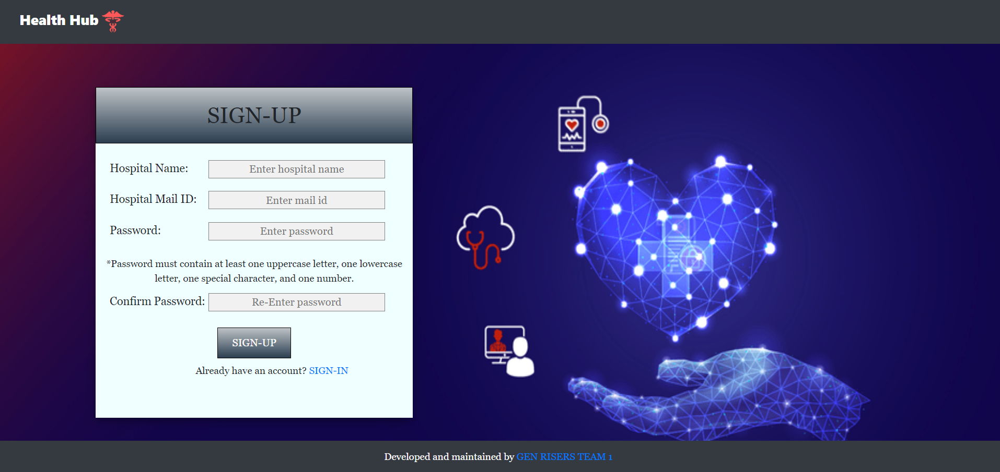 Health Hub
SIGN-UP
Hospital Name: Enter hospital name
Hospital Mail ID: Enter mail id
Password: Enter password
*Password must contain at least one uppercase letter, one lowercase
letter, one special character, and one number.
Confirm Password: Re-Enter password
SIGN-UP
Already have an account? SIGN-IN
Developed and maintained by GEN RISERS TEAM 1